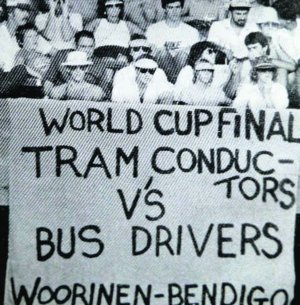 WORLD CUP FINAL
TRAM CONDUC-
TORS
V'S
BUS DRIVERS
WOORINEN-BENDIGO